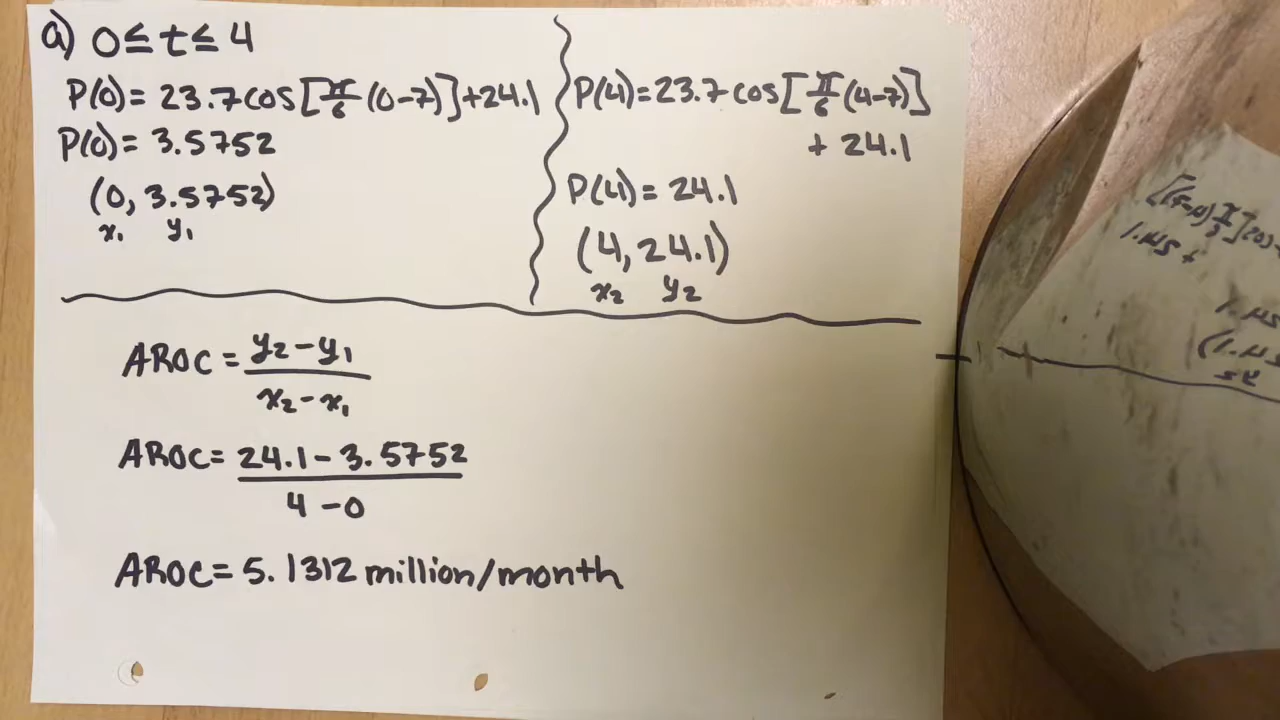 a) 0≤t≤4
P(0)= 23.7cos[π/6(0-7)]+24.1
P(0)= 3.5752
(0, 3.5752)
x₁ y₁
P(4)=23.7cos[π/6(4-7)]
+ 24.1
P(4)= 24.1
(4,24.1)
x₂ y₂
AROC = y₂-y₁
x₂-x₁
AROC= 24.1-3.5752
4-0
AROC= 5.1312 million/month